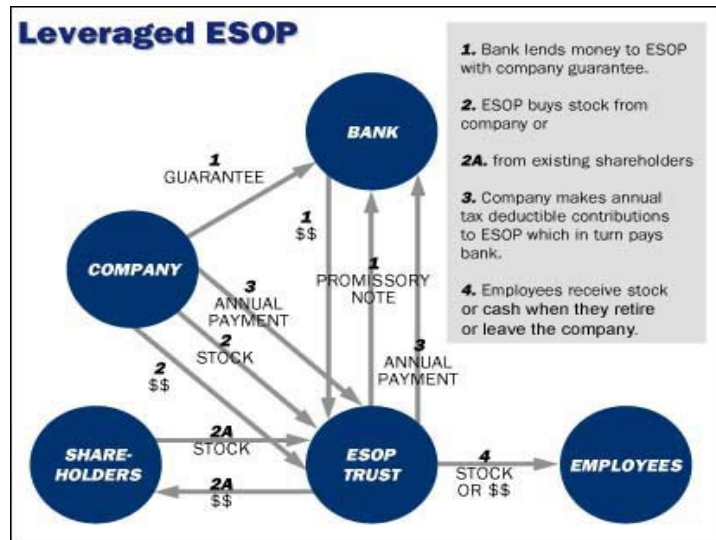 Leveraged ESOP
1. Bank lends money to ESOP
with company guarantee.
2. ESOP buys stock from
company or
2A. from existing shareholders
3. Company makes annual
tax deductible contributions
to ESOP which in turn pays
bank.
4. Employees receive stock
or cash when they retire
or leave the company.
BANK
1
GUARANTEE
1
$$
COMPANY
1
PROMISSORY
NOTE
3
ANNUAL
PAYMENT
2
STOCK
3
ANNUAL
PAYMENT
2
$$
SHARE-
HOLDERS
2A
STOCK
2A
$$
ESOP
TRUST
4
STOCK
OR $$
EMPLOYEES